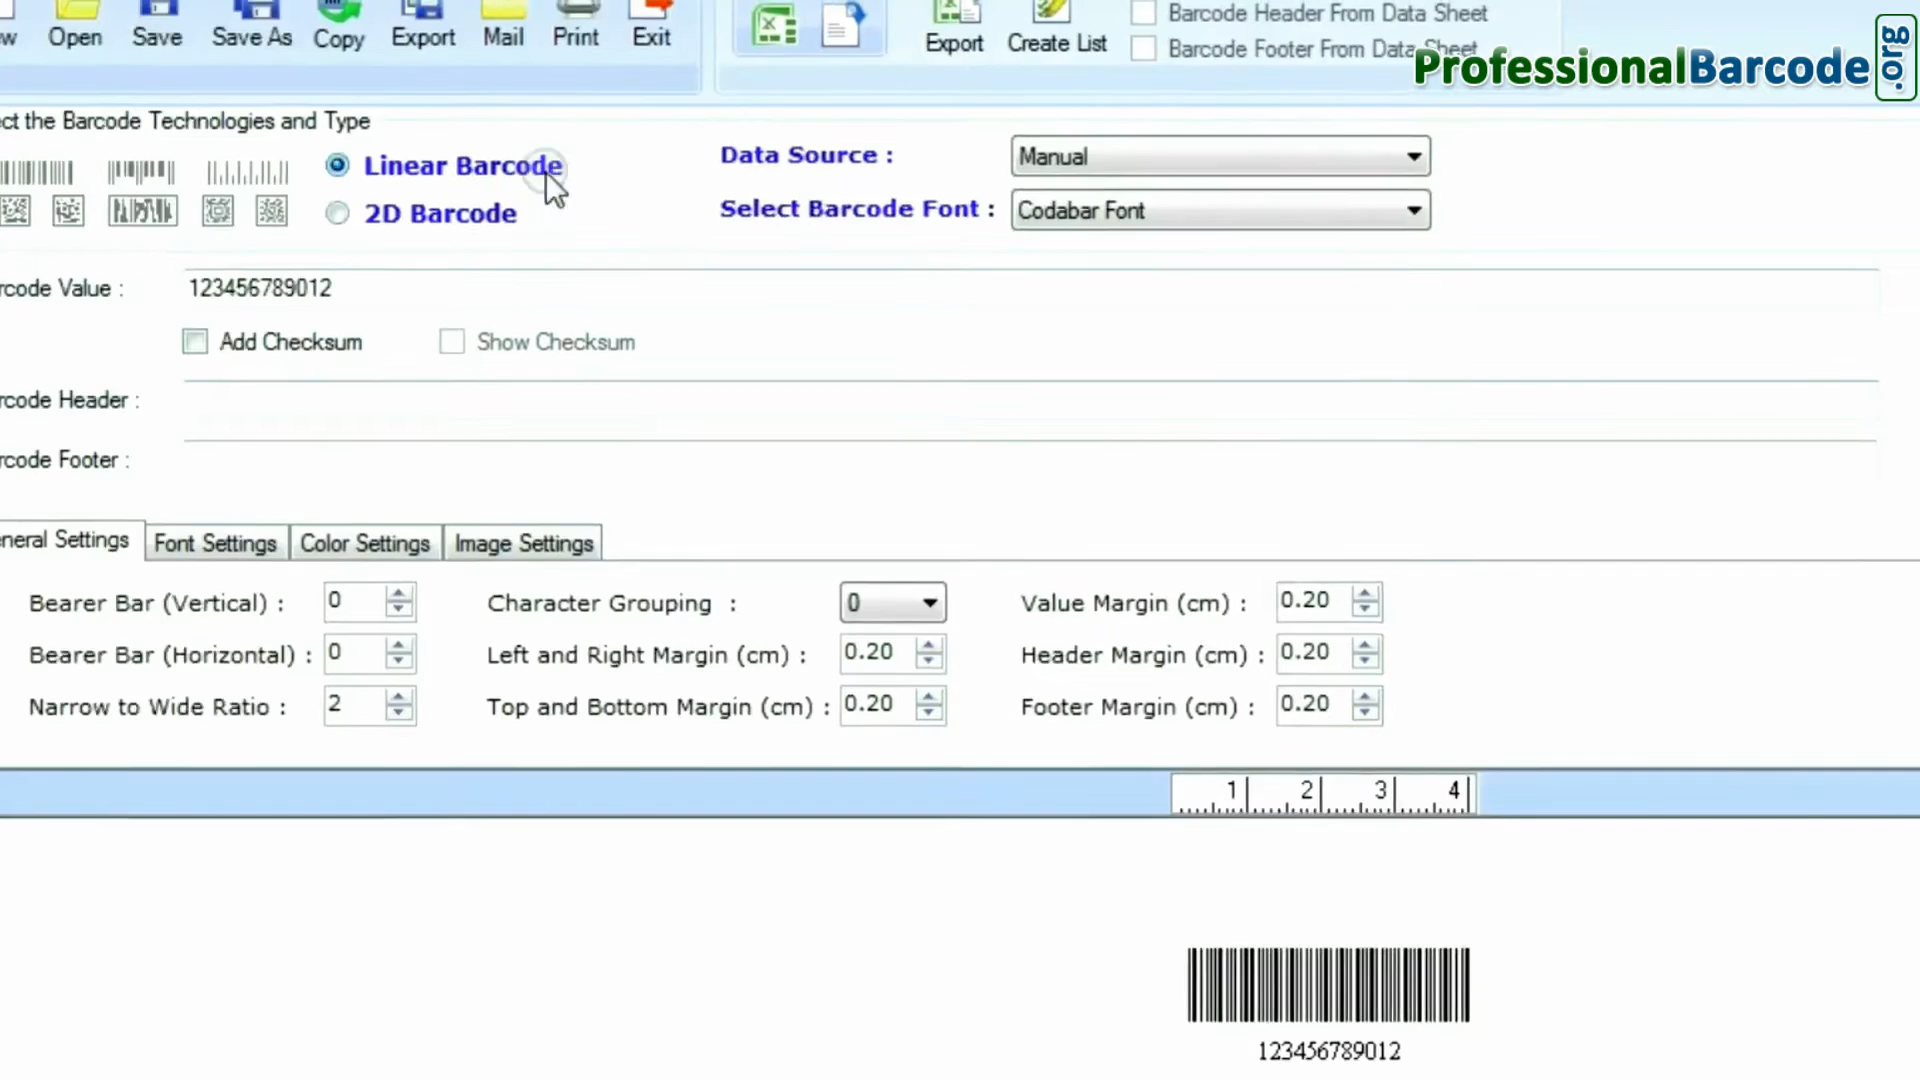 w Open Save Save As Copy Export Mail Print Exit
Export Create List
Barcode Header From Data Sheet
Barcode Footer From Data Sheet
ProfessionalBarcode.org
ct the Barcode Technologies and Type
Linear Barcode
2D Barcode
Data Source : Manual
Select Barcode Font : Codabar Font
rcode Value : 123456789012
Add Checksum Show Checksum
rcode Header :
rcode Footer :
neral Settings Font Settings Color Settings Image Settings
Bearer Bar (Vertical) : 0 Character Grouping : 0 Value Margin (cm) : 0.20
Bearer Bar (Horizontal) : 0 Left and Right Margin (cm) : 0.20 Header Margin (cm) : 0.20
Narrow to Wide Ratio : 2 Top and Bottom Margin (cm) : 0.20 Footer Margin (cm) : 0.20
1 2 3 4
123456789012